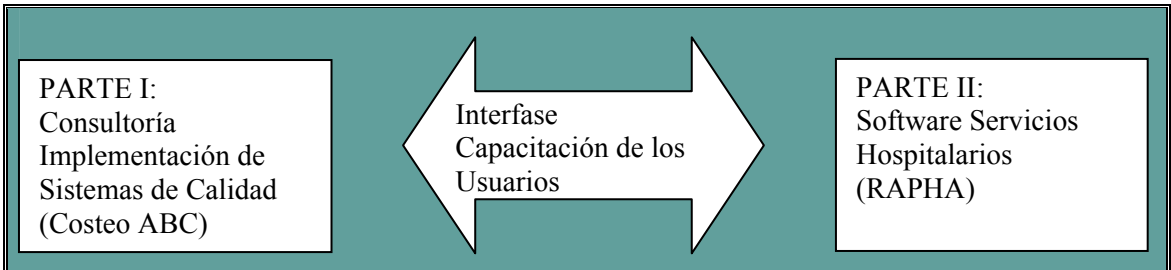 PARTE I:
Consultoría
Implementación de
Sistemas de Calidad
(Costeo ABC)
Interfase
Capacitación de los
Usuarios
PARTE II:
Software Servicios
Hospitalarios
(RAPHA)